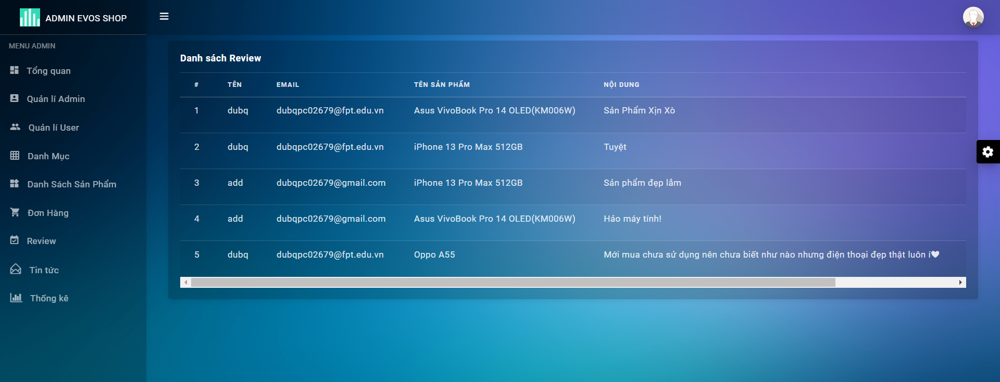 ADMIN EVOS SHOP
MENU ADMIN
Tổng quan
Quản lí Admin
Quản lí User
Danh Mục
Danh Sách Sản Phẩm
Đơn Hàng
Review
Tin tức
Thống kê
Danh sách Review
# TÊN EMAIL TÊN SẢN PHẨM NỘI DUNG
1 dubq dubqpc02679@fpt.edu.vn Asus VivoBook Pro 14 OLED(KM006W) Sản Phẩm Xịn Xò
2 dubq dubqpc02679@fpt.edu.vn iPhone 13 Pro Max 512GB Tuyệt
3 add dubqpc02679@gmail.com iPhone 13 Pro Max 512GB Sản phẩm đẹp lắm
4 add dubqpc02679@gmail.com Asus VivoBook Pro 14 OLED(KM006W) Hảo máy tính!
5 dubq dubqpc02679@fpt.edu.vn Oppo A55 Mới mua chưa sử dụng nên chưa biết như nào nhưng điện thoại đẹp thật luôn í🤍